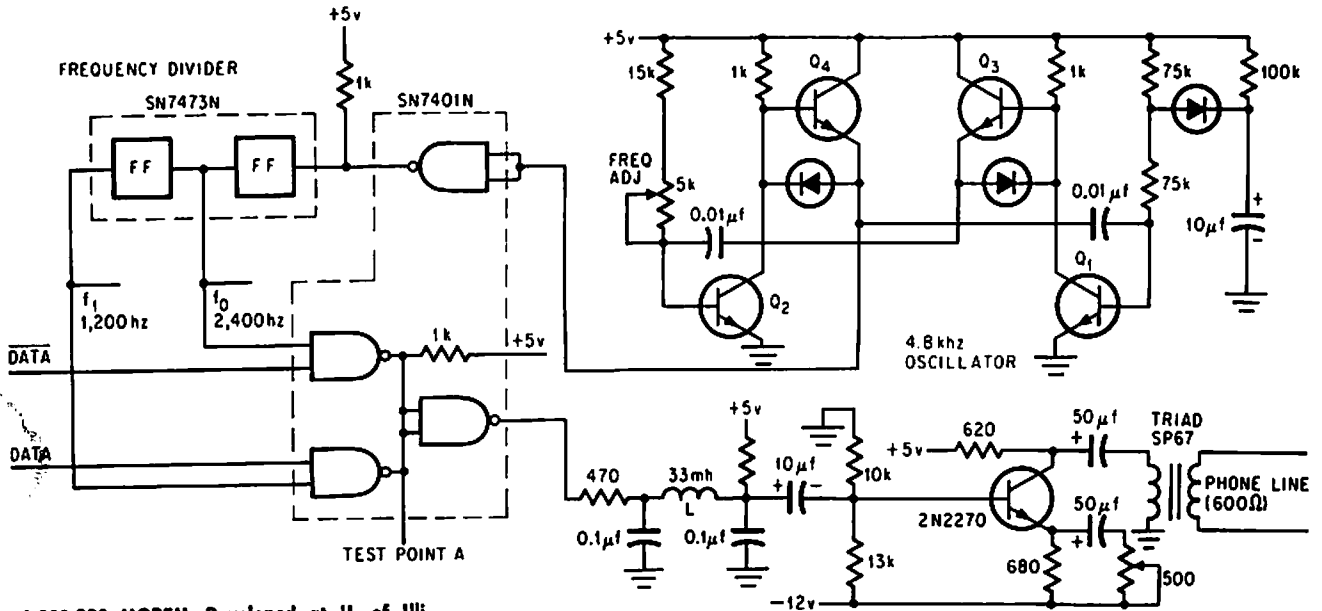 +5v
FREQUENCY DIVIDER
SN7473N
1k
SN7401N
FF
FF
f1
1,200hz
f0
2,400hz
DATA
DATA
1k
+5v
TEST POINT A
+5v
15k
1k
Q4
Q3
1k
75k
100k
FREQ
ADJ
5k
0.01µf
0.01µf
75k
10µf
+
-
Q2
Q1
4.8khz
OSCILLATOR
470
33mh
L
0.1µf
0.1µf
+5v
10µf
+
-
10k
13k
-12v
+5v
620
2N2270
680
50µf
+
50µf
+
500
TRIAD
SP67
PHONE LINE
(600Ω)
MODEM